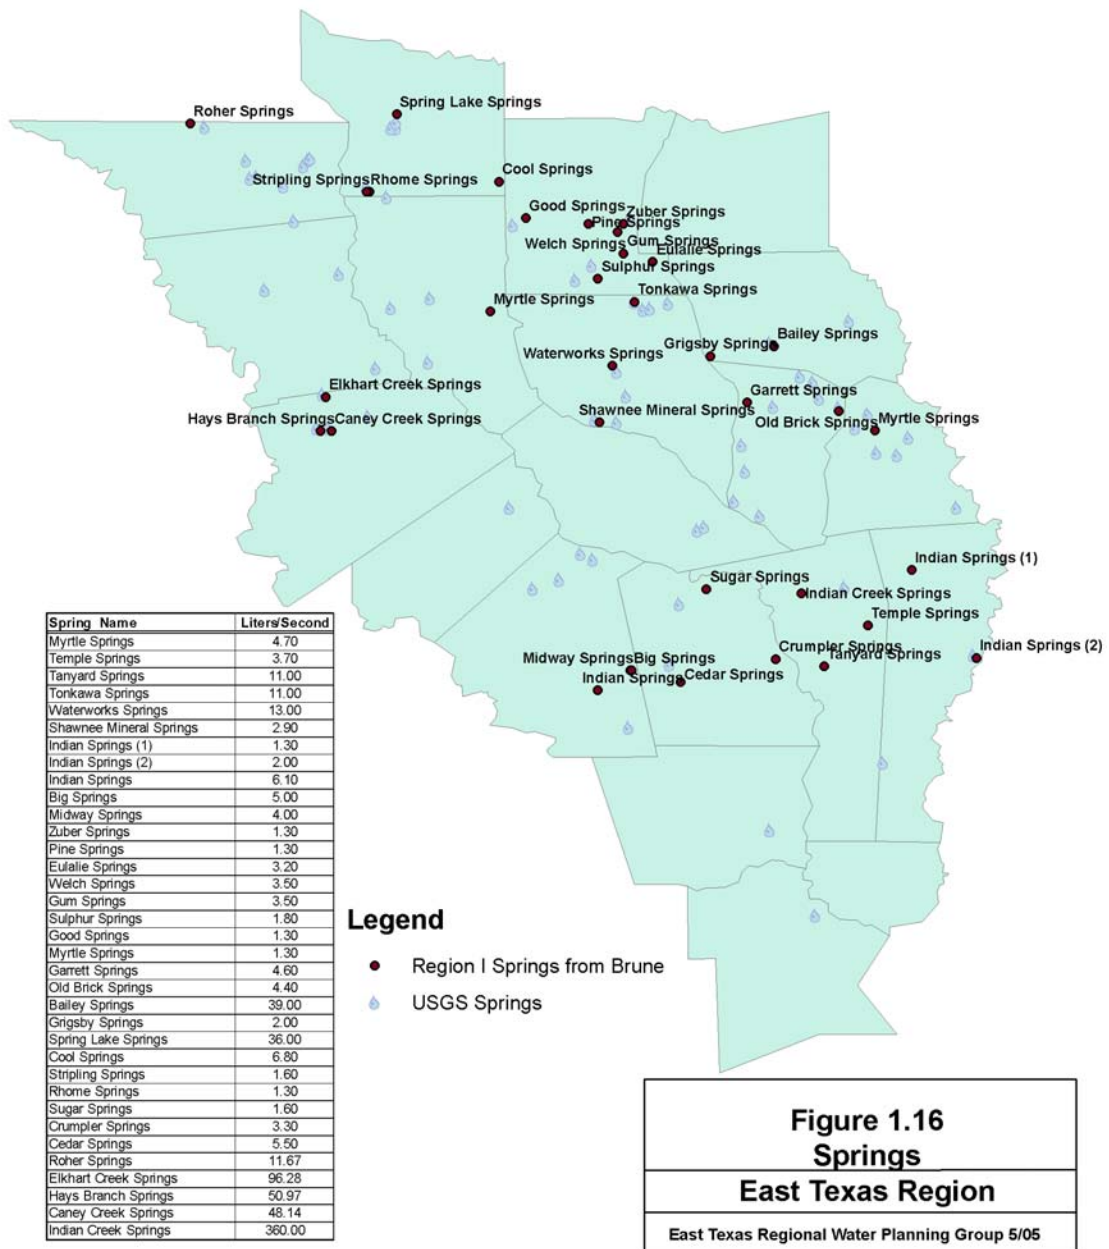 Spring Lake Springs
Roher Springs
Cool Springs
Stripling Springs Rhome Springs
Good Springs
Zuber Springs
Pine Springs
Welch Springs
Gum Springs
Eulalie Springs
Sulphur Springs
Tonkawa Springs
Myrtle Springs
Bailey Springs
Grigsby Springs
Waterworks Springs
Elkhart Creek Springs
Garrett Springs
Hays Branch Springs Caney Creek Springs
Shawnee Mineral Springs
Old Brick Springs
Myrtle Springs
Indian Springs (1)
Sugar Springs
Indian Creek Springs
Temple Springs
Crumpler Springs
Indian Springs (2)
Midway Springs Big Springs
Tanyard Springs
Indian Springs
Cedar Springs
Spring Name Liters/Second
Myrtle Springs 4.70
Temple Springs 3.70
Tanyard Springs 11.00
Tonkawa Springs 11.00
Waterworks Springs 13.00
Shawnee Mineral Springs 2.90
Indian Springs (1) 1.30
Indian Springs (2) 2.00
Indian Springs 6.10
Big Springs 5.00
Midway Springs 4.00
Zuber Springs 1.30
Pine Springs 1.30
Eulalie Springs 3.20
Welch Springs 3.50
Gum Springs 3.50
Sulphur Springs 1.80
Good Springs 1.30
Myrtle Springs 1.30
Garrett Springs 4.60
Old Brick Springs 4.40
Bailey Springs 39.00
Grigsby Springs 2.00
Spring Lake Springs 36.00
Cool Springs 6.80
Stripling Springs 1.60
Rhome Springs 1.30
Sugar Springs 1.60
Crumpler Springs 3.30
Cedar Springs 5.50
Roher Springs 11.67
Elkhart Creek Springs 96.28
Hays Branch Springs 50.97
Caney Creek Springs 48.14
Indian Creek Springs 360.00
Legend
Region I Springs from Brune
USGS Springs
Figure 1.16
Springs
East Texas Region
East Texas Regional Water Planning Group 5/05